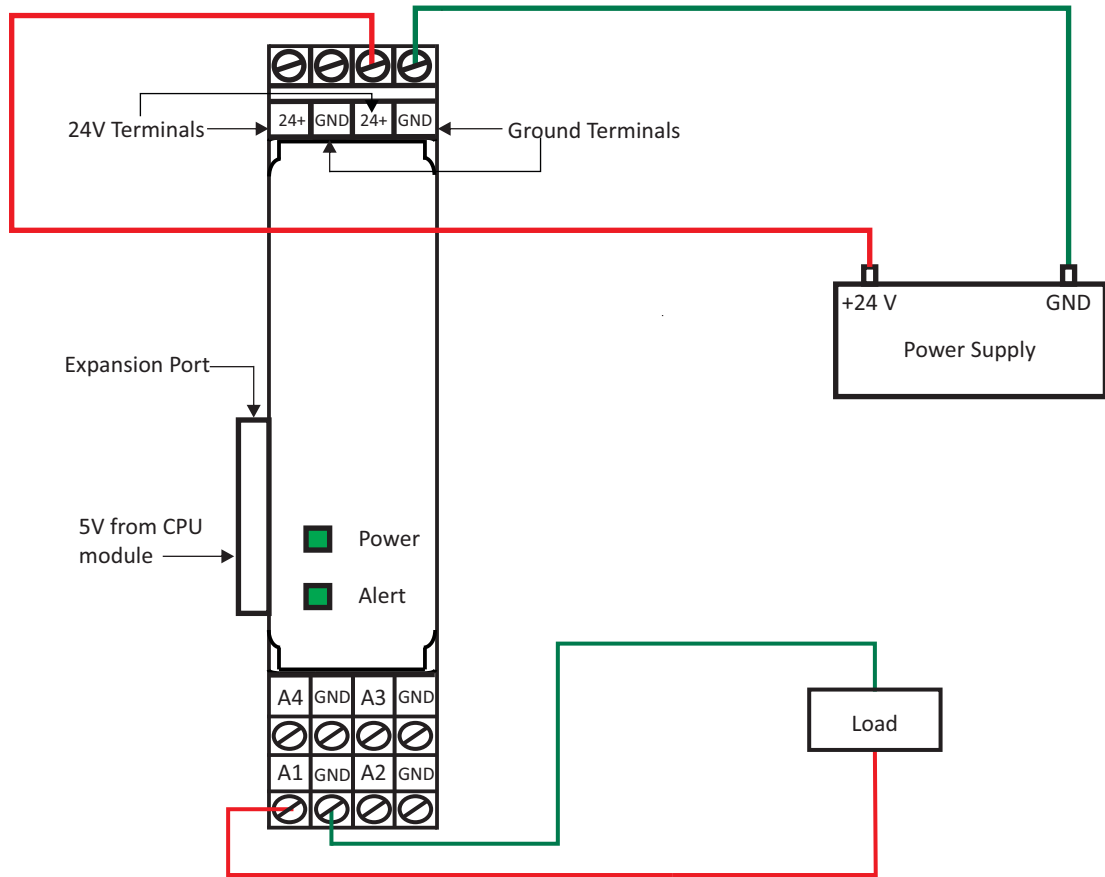 24+ GND 24+ GND
24V Terminals
Ground Terminals
+24 V GND
Power Supply
Expansion Port
5V from CPU
module
Power
Alert
A4 GND A3 GND
Load
A1 GND A2 GND